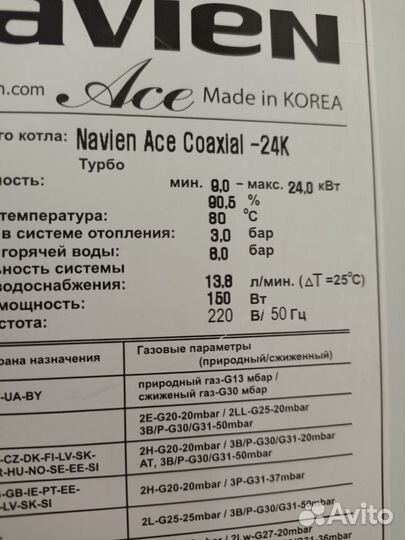 NAVIEN
n.com Ace Made in KOREA
го котла: Navien Ace Coaxial -24K
Турбо
ность: мин. 9,0 – макс. 24,0 кВт
90,5 %
температура: 80 °C
в системе отопления: 3,0 бар
горячей воды: 8,0 бар
льность системы
водоснабжения: 13,8 л/мин. (ΔT=25°C)
мощность: 150 Вт
стота: 220 В/ 50 Гц
рана назначения Газовые параметры
(природный/сжиженный)
-UA-BY природный газ-G13 мбар /
сжиженый газ-G30 мбар
2E-G20-20mbar / 2LL-G25-20mbar
3B/P-G30/G31-50mbar
-CZ-DK-FI-LV-SK-
R-HU-NO-SE-EE-SI
2H-G20-20mbar / 3B/P-G30/G31-20mbar
AT, 3B/P-G30/G31-50mbar
-GB-IE-PT-EE-
-LV-SK-SI
2H-G20-20mbar / 3P-G31-37mbar
2L-G25-25mbar / 3B/P-G30/G31-50mbar
2Lw-G27-20mbar
Avito